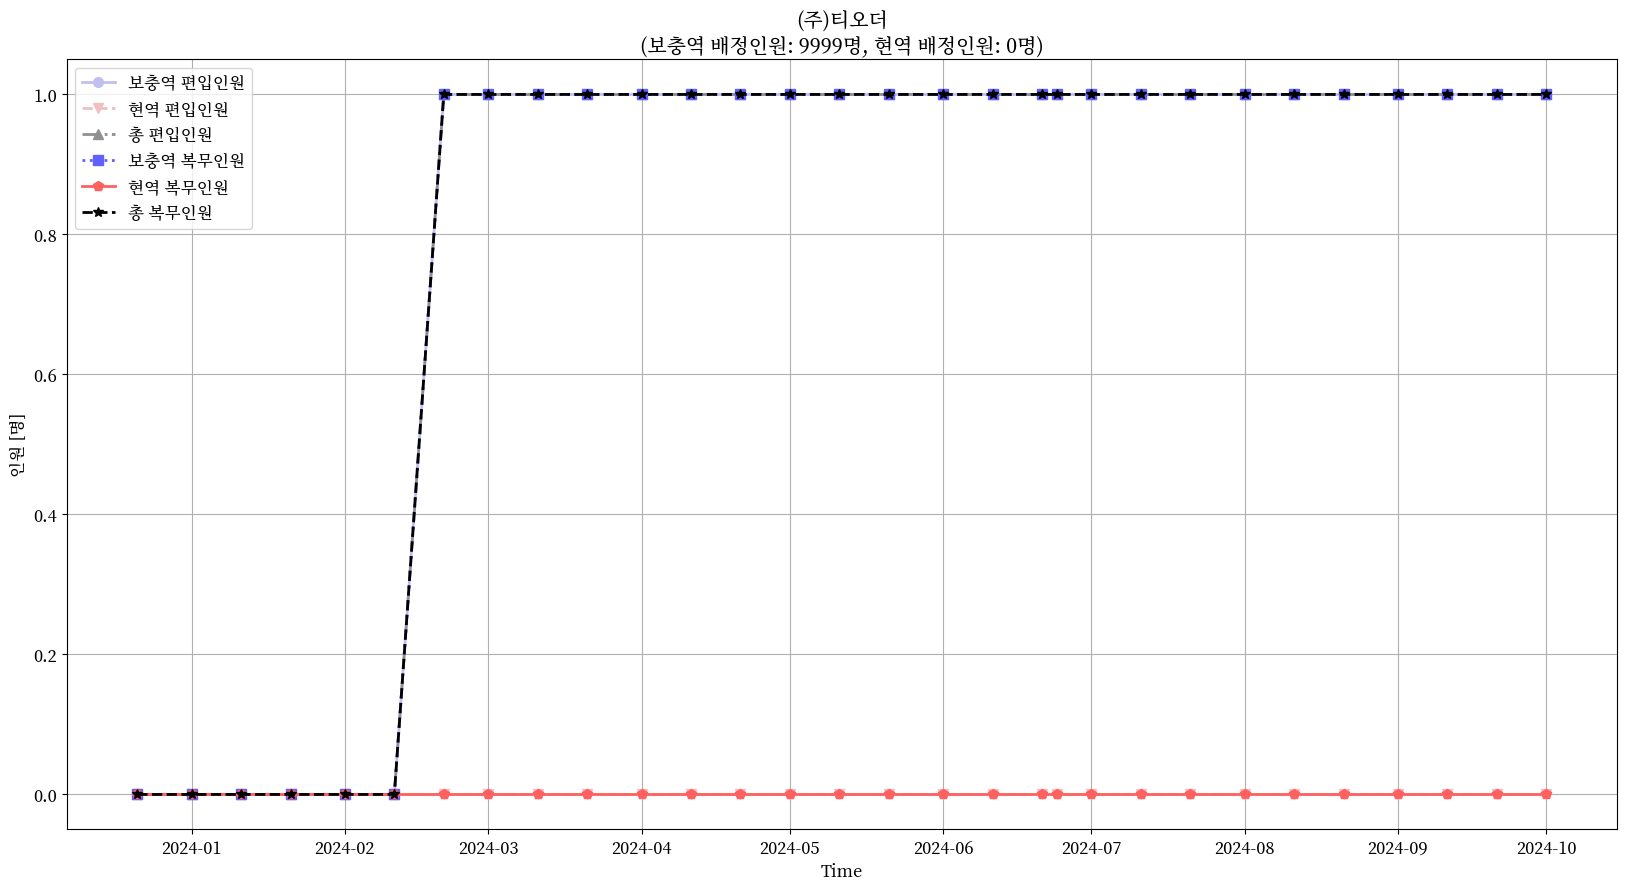 (주)티오더
(보충역 배정인원: 9999명, 현역 배정인원: 0명)
보충역 편입인원
현역 편입인원
총 편입인원
보충역 복무인원
현역 복무인원
총 복무인원
인원 [명]
1.0
0.8
0.6
0.4
0.2
0.0
2024-01 2024-02 2024-03 2024-04 2024-05 2024-06 2024-07 2024-08 2024-09 2024-10
Time